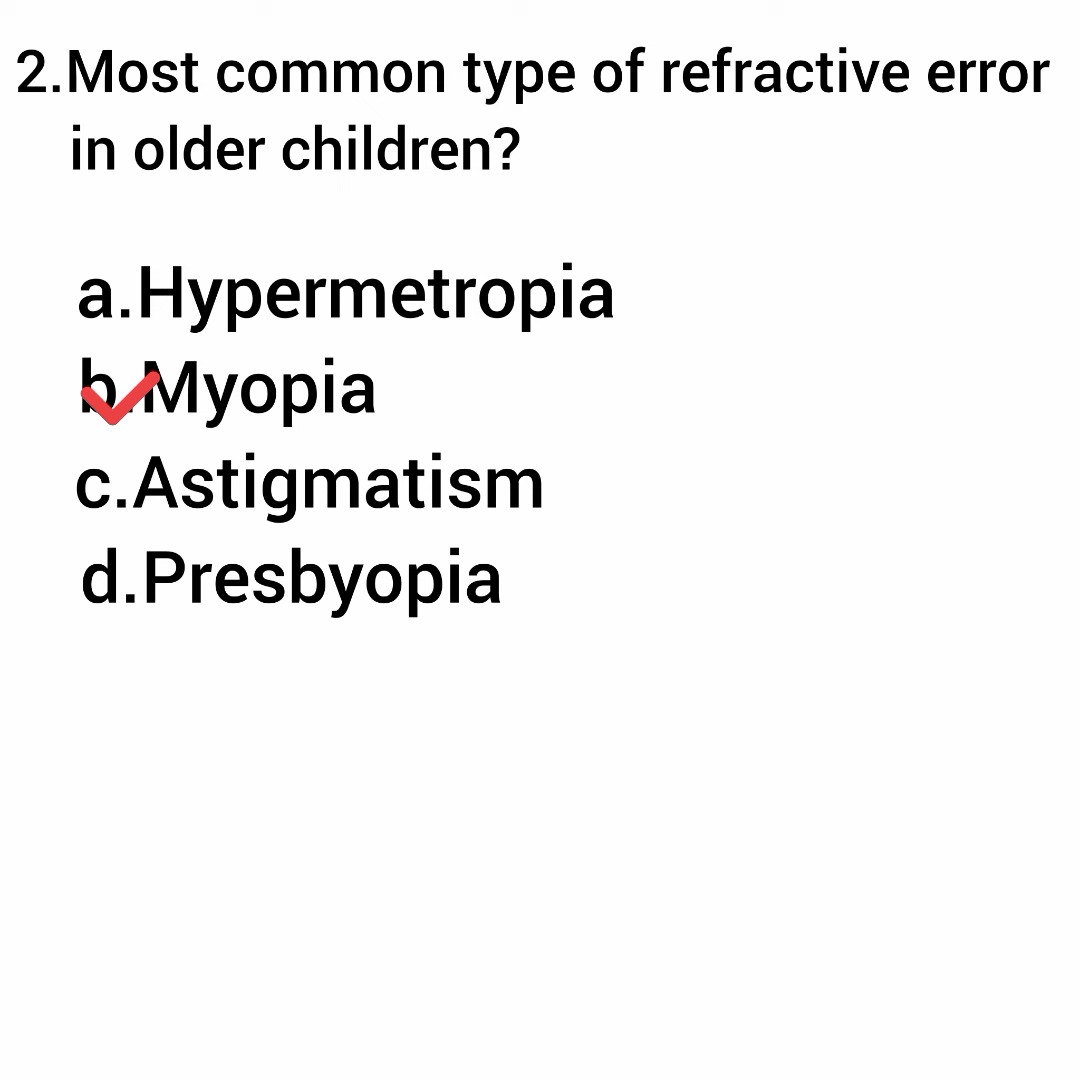 2.Most common type of refractive error
in older children?
a.Hypermetropia
b.Myopia
c.Astigmatism
d.Presbyopia